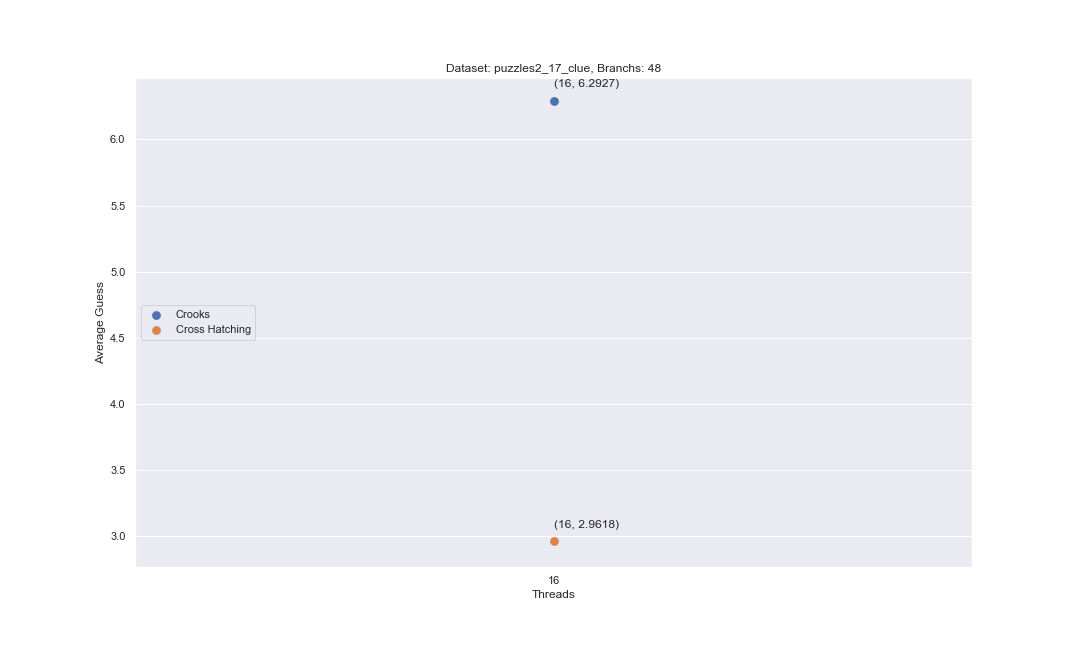 Dataset: puzzles2_17_clue, Branchs: 48
(16, 6.2927)
6.0
5.5
5.0
4.5
4.0
3.5
3.0
Average Guess
Crooks
Cross Hatching
(16, 2.9618)
16
Threads